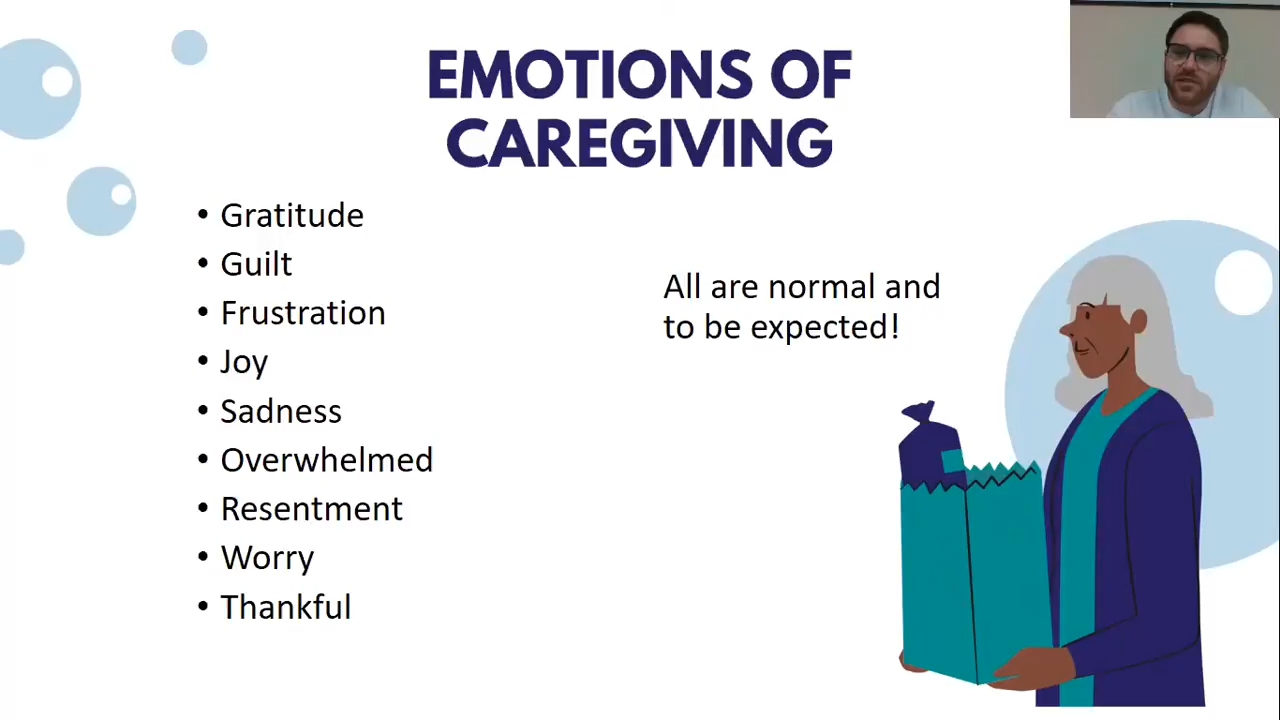 EMOTIONS OF
CAREGIVING
• Gratitude
• Guilt
• Frustration
• Joy
• Sadness
• Overwhelmed
• Resentment
• Worry
• Thankful
All are normal and
to be expected!